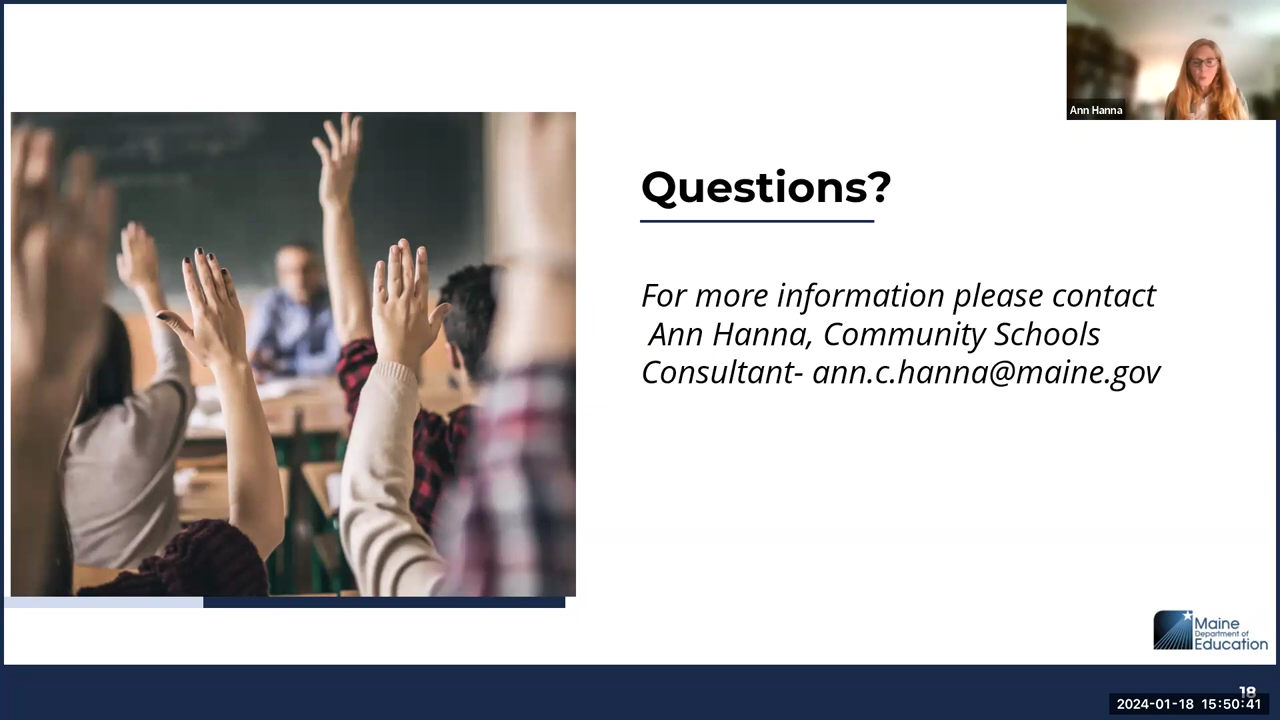 Ann Hanna
Questions?
For more information please contact
Ann Hanna, Community Schools
Consultant- ann.c.hanna@maine.gov
Maine
Department of
Education
18
2024-01-18 15:50:41